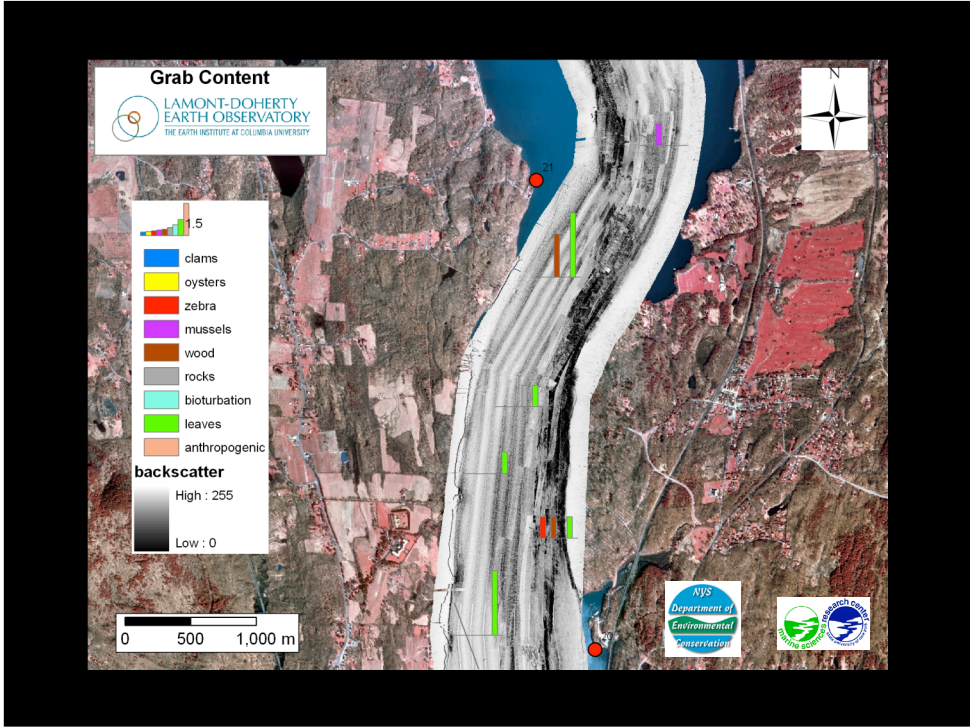 Grab Content
LAMONT-DOHERTY
EARTH OBSERVATORY
THE EARTH INSTITUTE AT COLUMBIA UNIVERSITY
N
21
1.5
clams
oysters
zebra
mussels
wood
rocks
bioturbation
leaves
anthropogenic
backscatter
High : 255
Low : 0
0 500 1,000 m
NYS
Department of
Environmental
Conservation
marine sciences research center